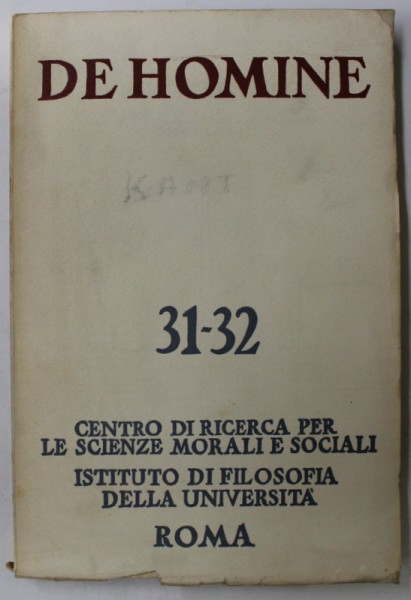 DE HOMINE
KANT
31-32
CENTRO DI RICERCA PER
LE SCIENZE MORALI E SOCIALI
ISTITUTO DI FILOSOFIA
DELLA UNIVERSITÀ
ROMA